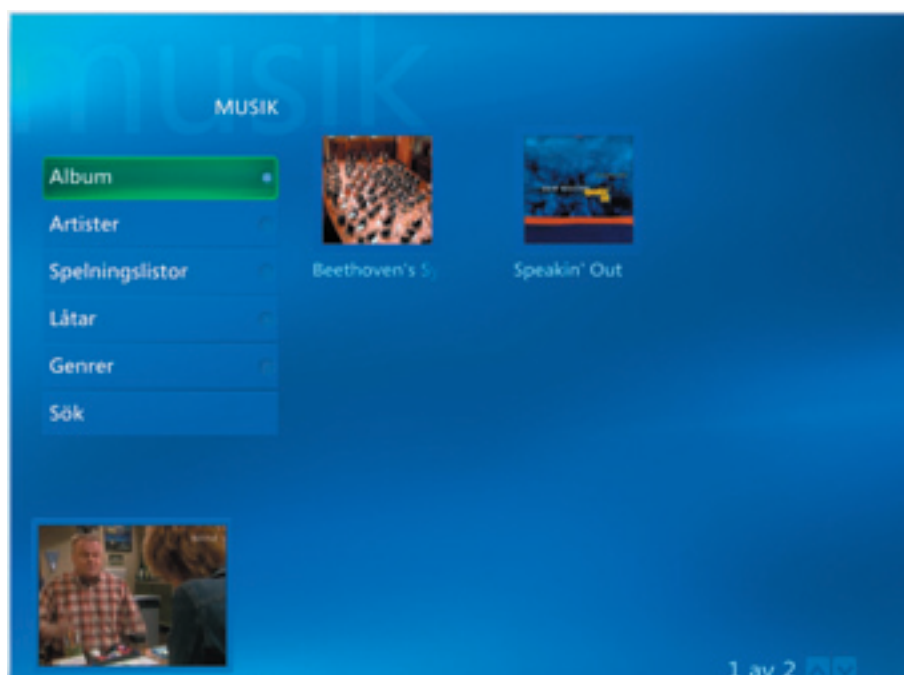 musik
MUSIK
Album
Artister
Spelningslistor
Låtar
Genrer
Sök
Beethoven's
Speakin' Out
1 av 2